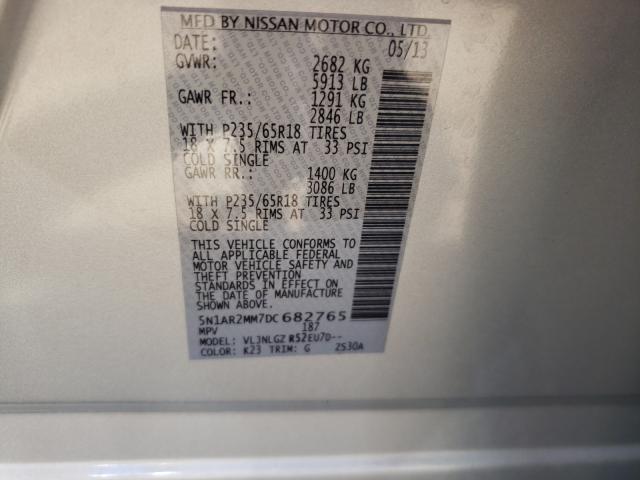 MFD BY NISSAN MOTOR CO., LTD.
DATE: 05/13
GVWR: 2682 KG
5913 LB
GAWR FR.: 1291 KG
2846 LB
WITH P235/65R18 TIRES
18 X 7.5 RIMS AT 33 PSI
COLD SINGLE
GAWR RR.: 1400 KG
3086 LB
WITH P235/65R18 TIRES
18 X 7.5 RIMS AT 33 PSI
COLD SINGLE
THIS VEHICLE CONFORMS TO
ALL APPLICABLE FEDERAL
MOTOR VEHICLE SAFETY AND
THEFT PREVENTION
STANDARDS IN EFFECT ON
THE DATE OF MANUFACTURE
SHOWN ABOVE.
5N1AR2MM7DC682765
MPV 187
MODEL: VLJNLGZ R52EU7D--
COLOR: K23 TRIM: G 2S30A